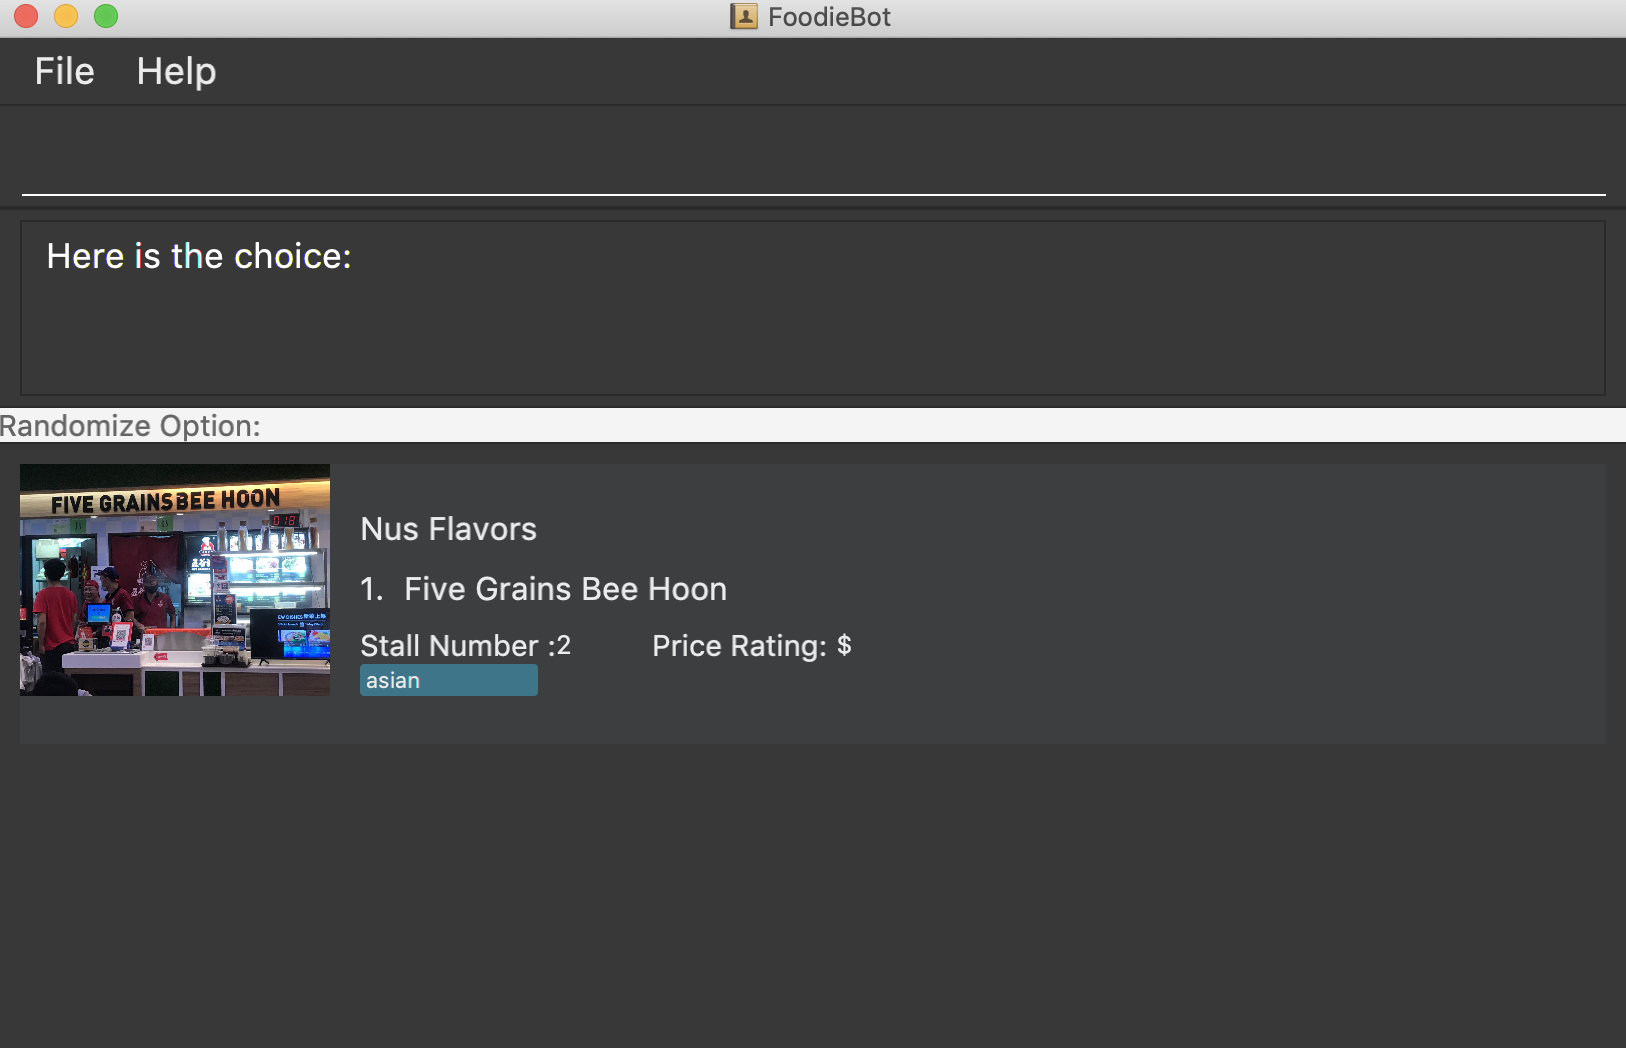 FoodieBot
File Help
Here is the choice:
Randomize Option:
FIVE GRAINS BEE HOON
018
Nus Flavors
1. Five Grains Bee Hoon
Stall Number :2 Price Rating: $
asian